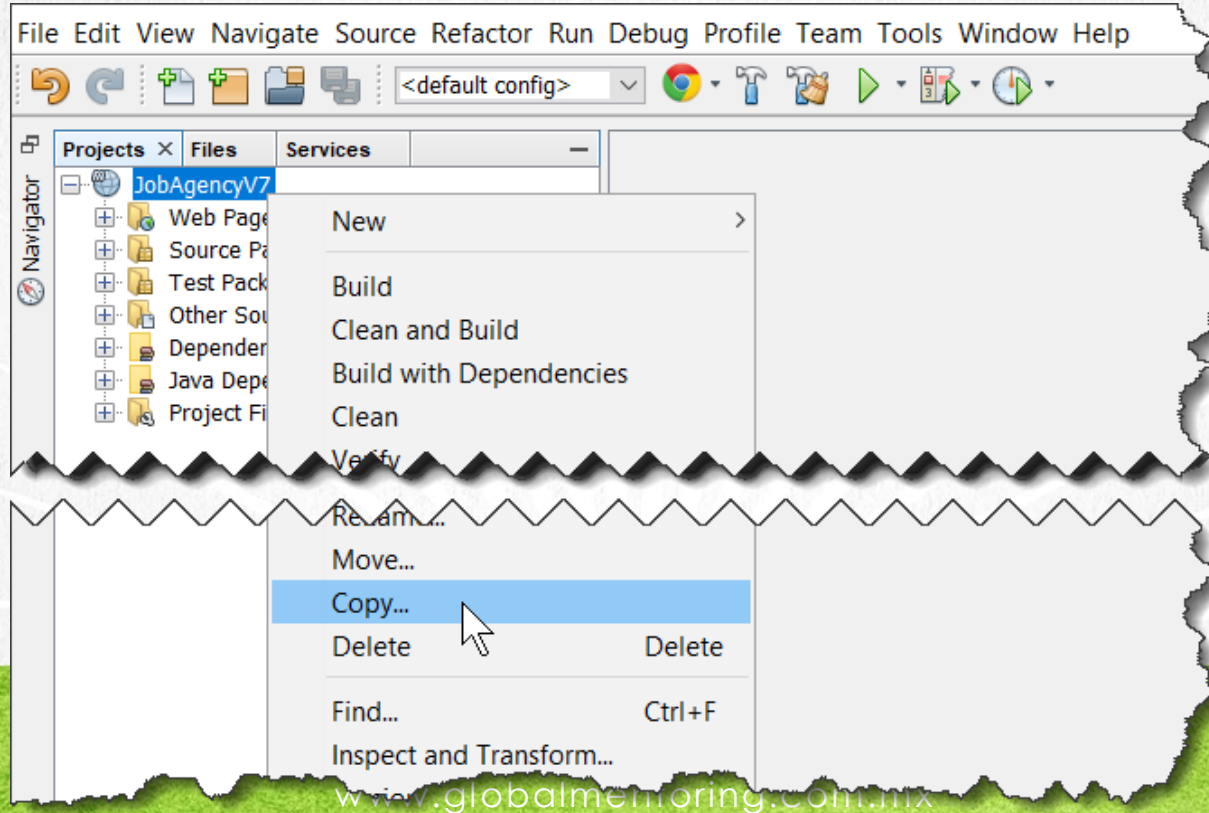 File Edit View Navigate Source Refactor Run Debug Profile Team Tools Window Help
<default config>
Projects × Files Services
Navigator
JobAgencyV7
Web Page
Source Pa
Test Pack
Other Sou
Depender
Java Depe
Project Fi
New
Build
Clean and Build
Build with Dependencies
Clean
Verify
Rename...
Move...
Copy...
Delete Delete
Find... Ctrl+F
Inspect and Transform...
www.globalmentoring.com.mx